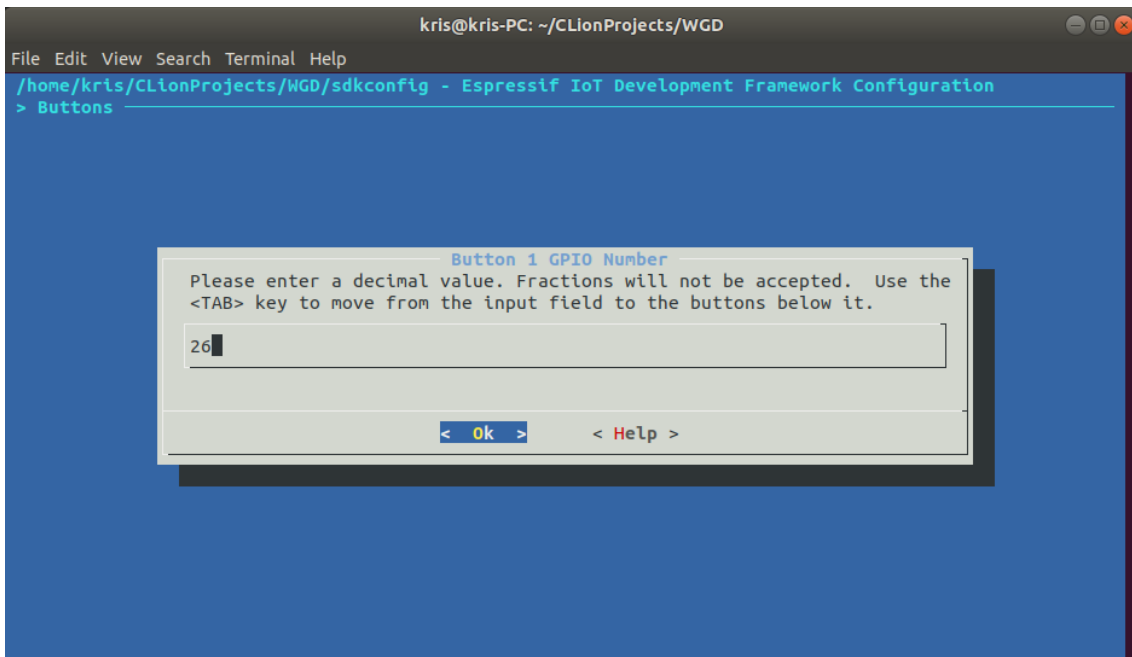 kris@kris-PC: ~/CLionProjects/WGD
File Edit View Search Terminal Help
/home/kris/CLionProjects/WGD/sdkconfig - Espressif IoT Development Framework Configuration
> Buttons
Button 1 GPIO Number
Please enter a decimal value. Fractions will not be accepted.  Use the
<TAB> key to move from the input field to the buttons below it.
26
<  Ok  > < Help >